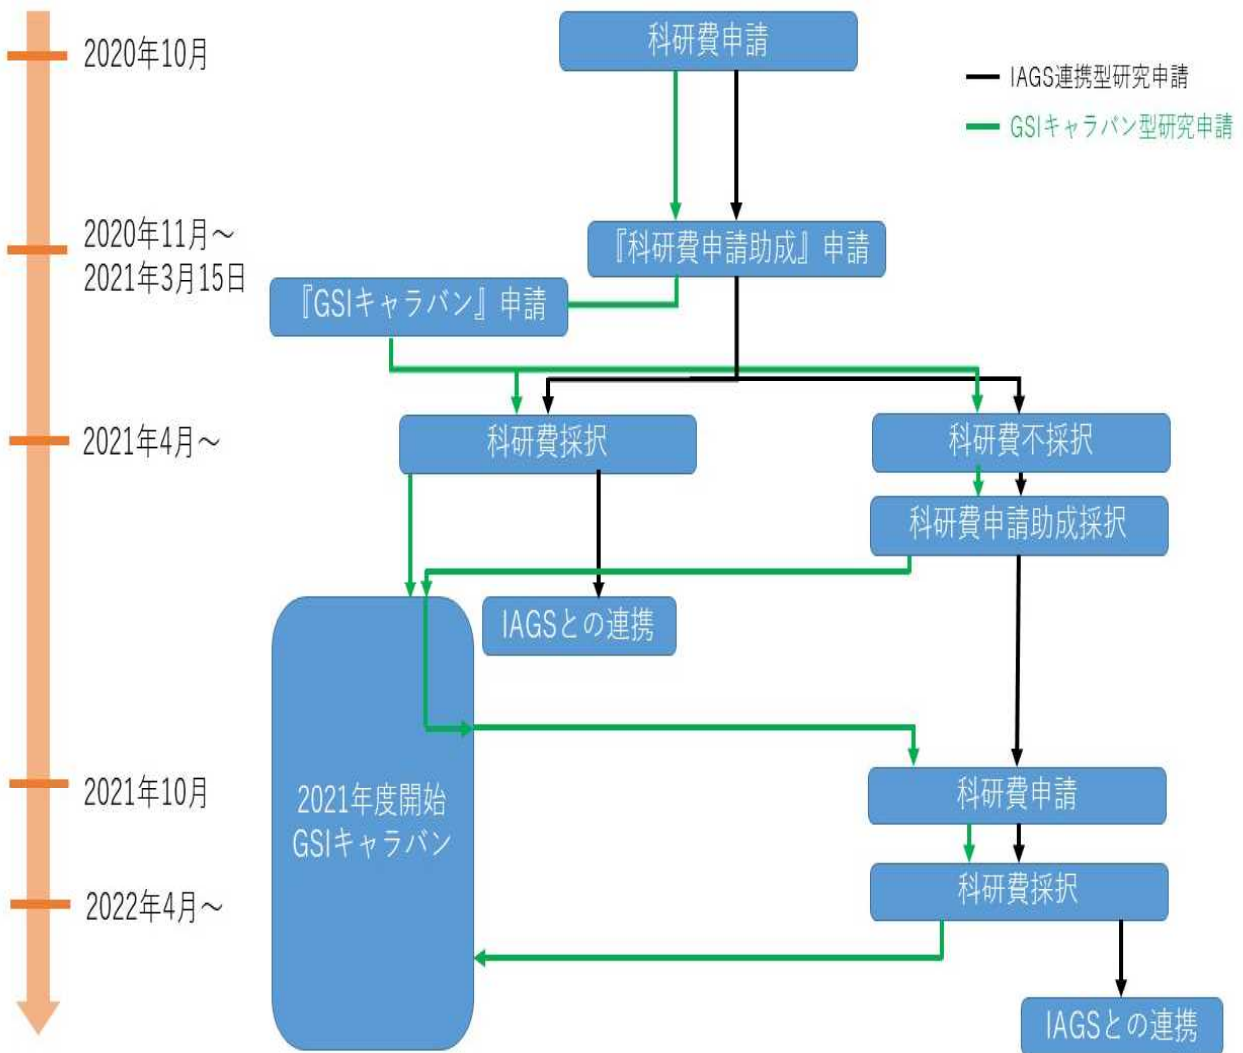 2020年10月
科研費申請
IAGS連携型研究申請
GSIキャラバン型研究申請
2020年11月～
2021年3月15日
『科研費申請助成』申請
『GSIキャラバン』申請
2021年4月～
科研費採択
科研費不採択
科研費申請助成採択
IAGSとの連携
2021年10月
2021年度開始
GSIキャラバン
科研費申請
2022年4月～
科研費採択
IAGSとの連携